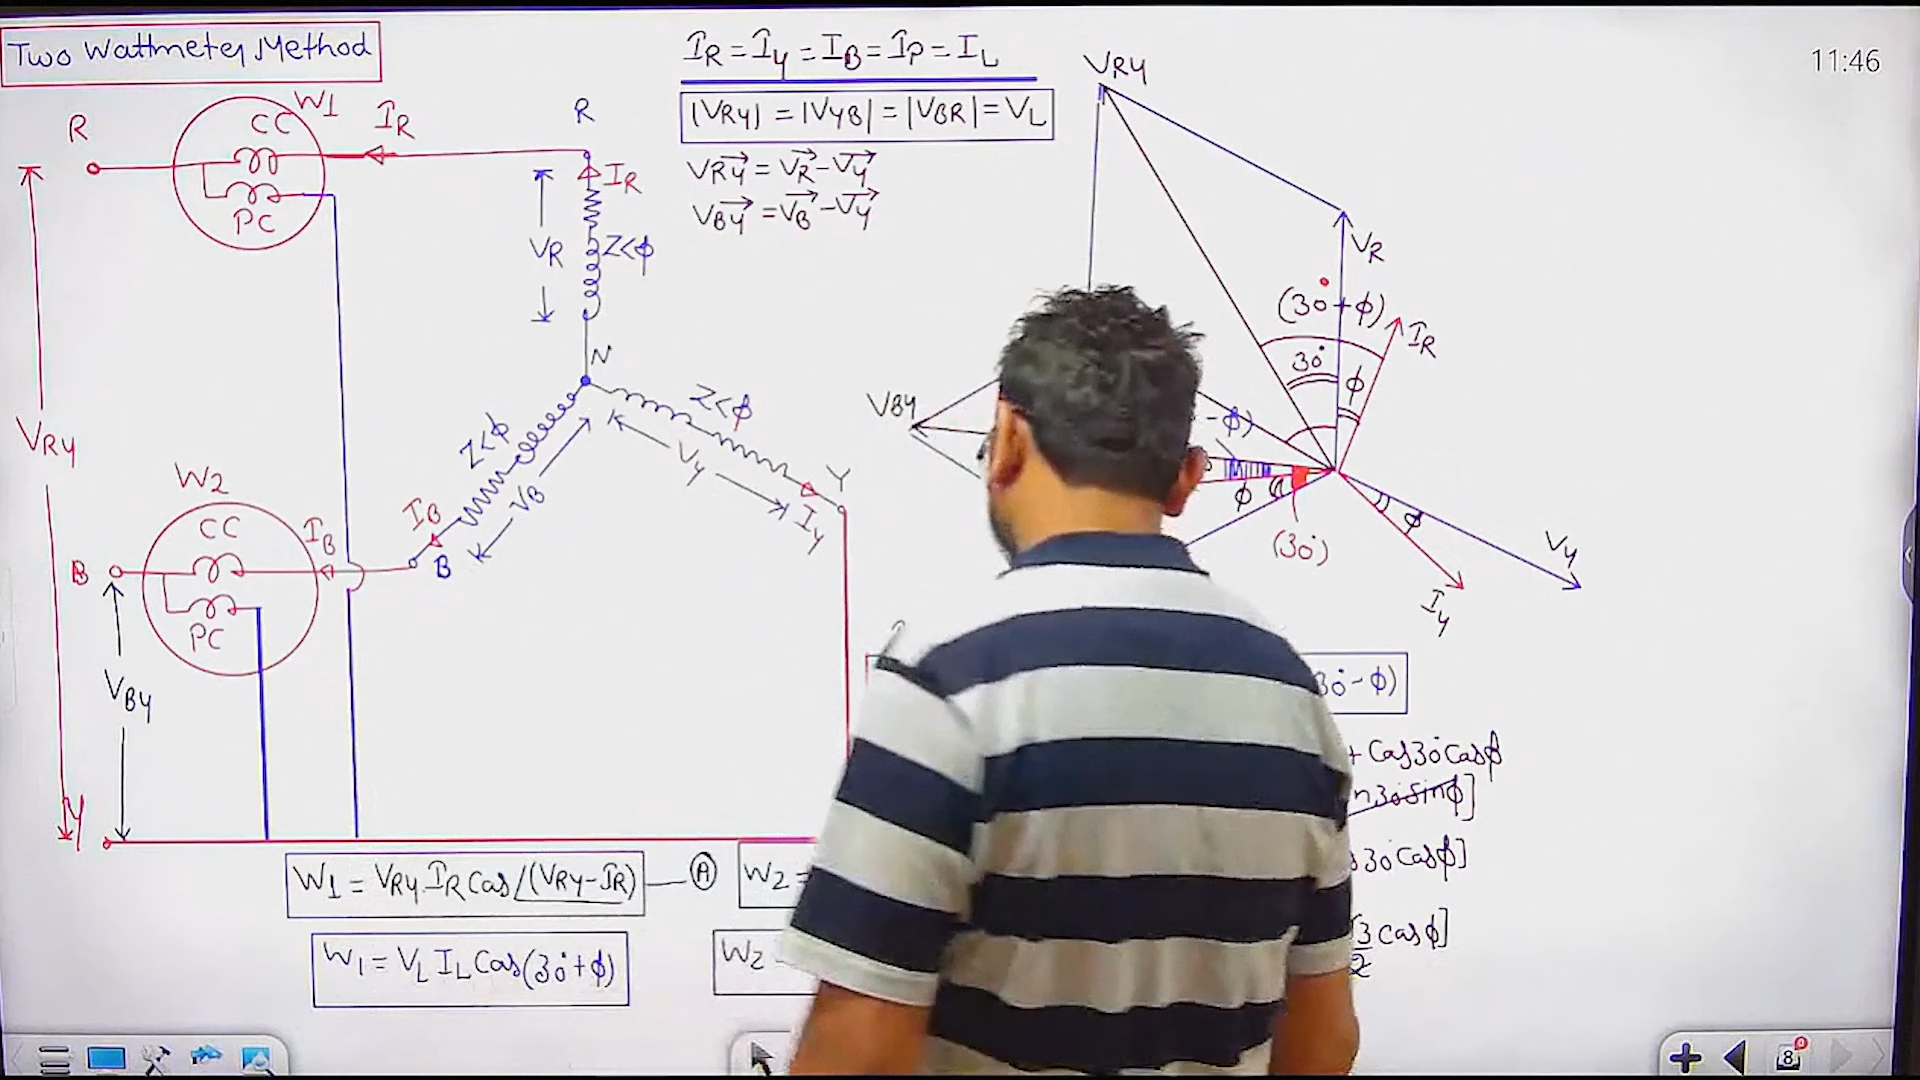 Two Wattmeter Method
R
CC
W1
IR
PC
R
IR
VR
Z<ϕ
N
Z<ϕ
VB
Z<ϕ
Vy
Y
Iy
VRy
W2
CC
IB
PC
B
IB
B
VBy
Y
IR = Iy = IB = IP = IL
|VRy| = |VyB| = |VBR| = VL
VRy = VR - Vy
VBy = VB - Vy
W1 = VRy IR Cos/(VRy-IR) — A
W1 = VL IL Cos(30°+ϕ)
W2 =
W2
11:46
VRy
VR
(30°+ϕ)
IR
30°
ϕ
VBy
-ϕ)
ϕ
(30°)
ϕ
Vy
Iy
30°-ϕ)
+ Cos30°Cosϕ
n30°Sinϕ]
30°Cosϕ]
3/2 Cosϕ]
8